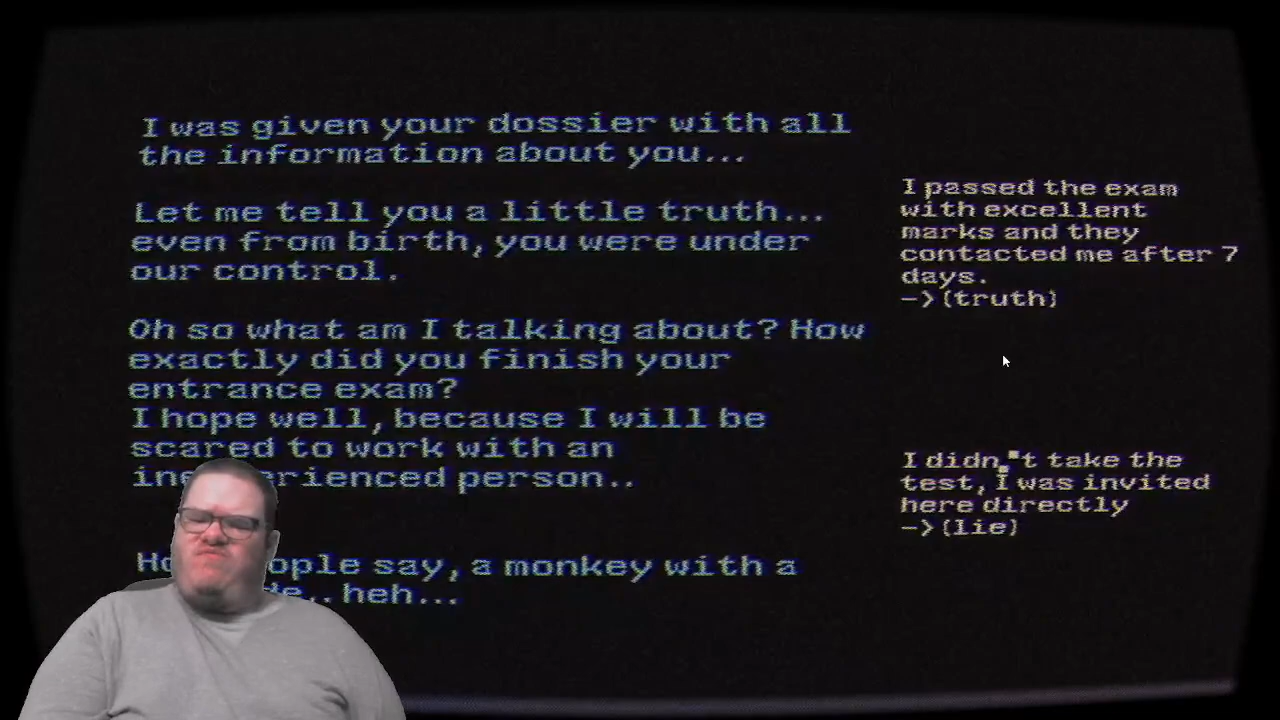 I was given your dossier with all
the information about you...
Let me tell you a little truth...
even from birth, you were under
our control.
Oh so what am I talking about? How
exactly did you finish your
entrance exam?
I hope well, because I will be
scared to work with an
person..
say, a monkey with a
heh...
I passed the exam
with excellent
marks and they
contacted me after 7
days.
->(truth)
I didn't take the
test, I was invited
here directly
->(lie)